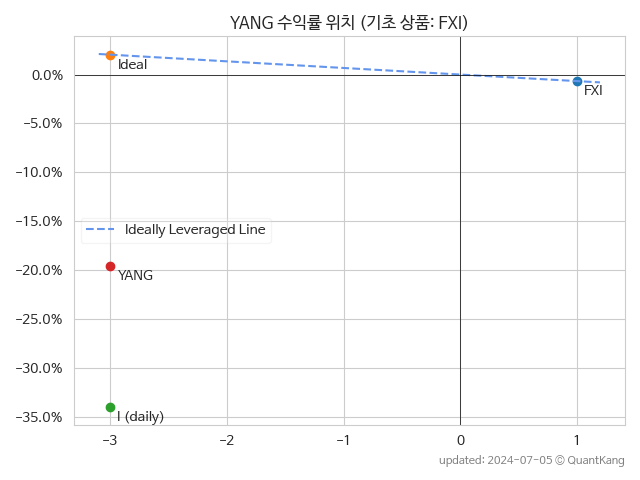 YANG 수익률 위치 (기초 상품: FXI)
Ideal
0.0%
FXI
-5.0%
-10.0%
-15.0%
Ideally Leveraged Line
-20.0%
YANG
-25.0%
-30.0%
-35.0%
I (daily)
-3
-2
-1
0
1
updated: 2024-07-05 © QuantKang